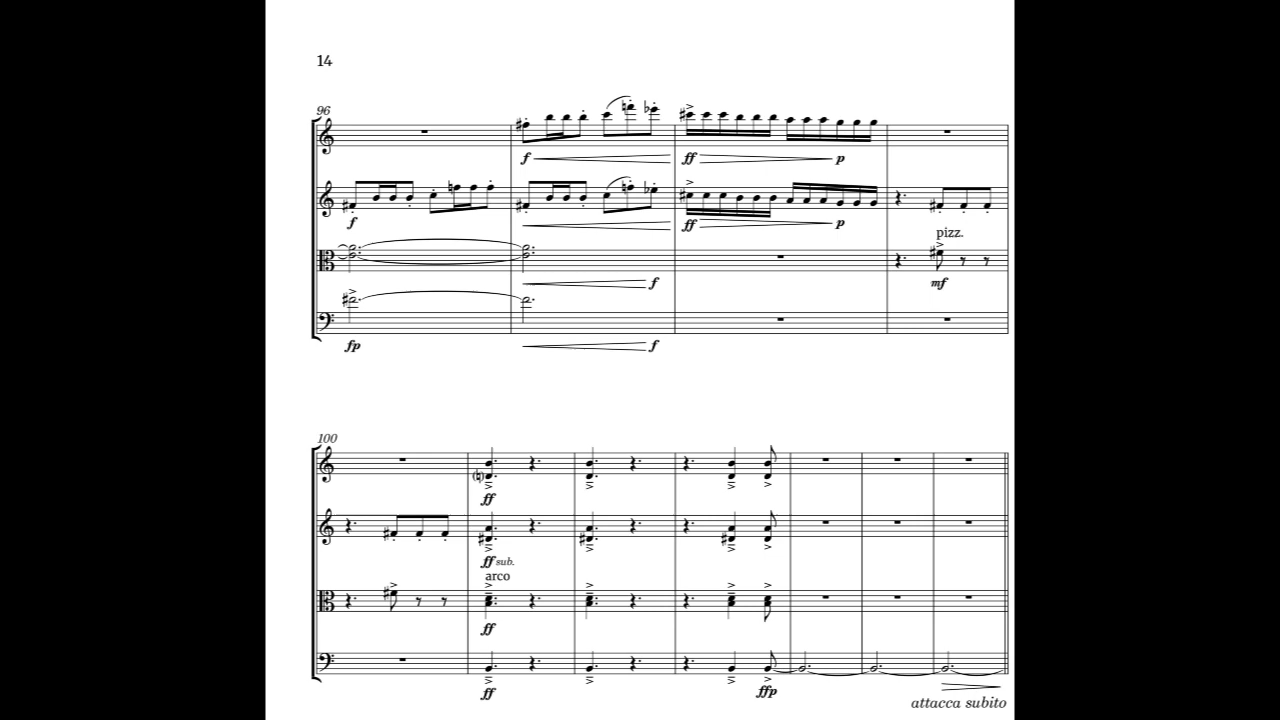 14
96
f ff p
f ff p
pizz.
f mf
fp f
100
ff
ff sub.
arco
ff
ff ffp
attacca subito